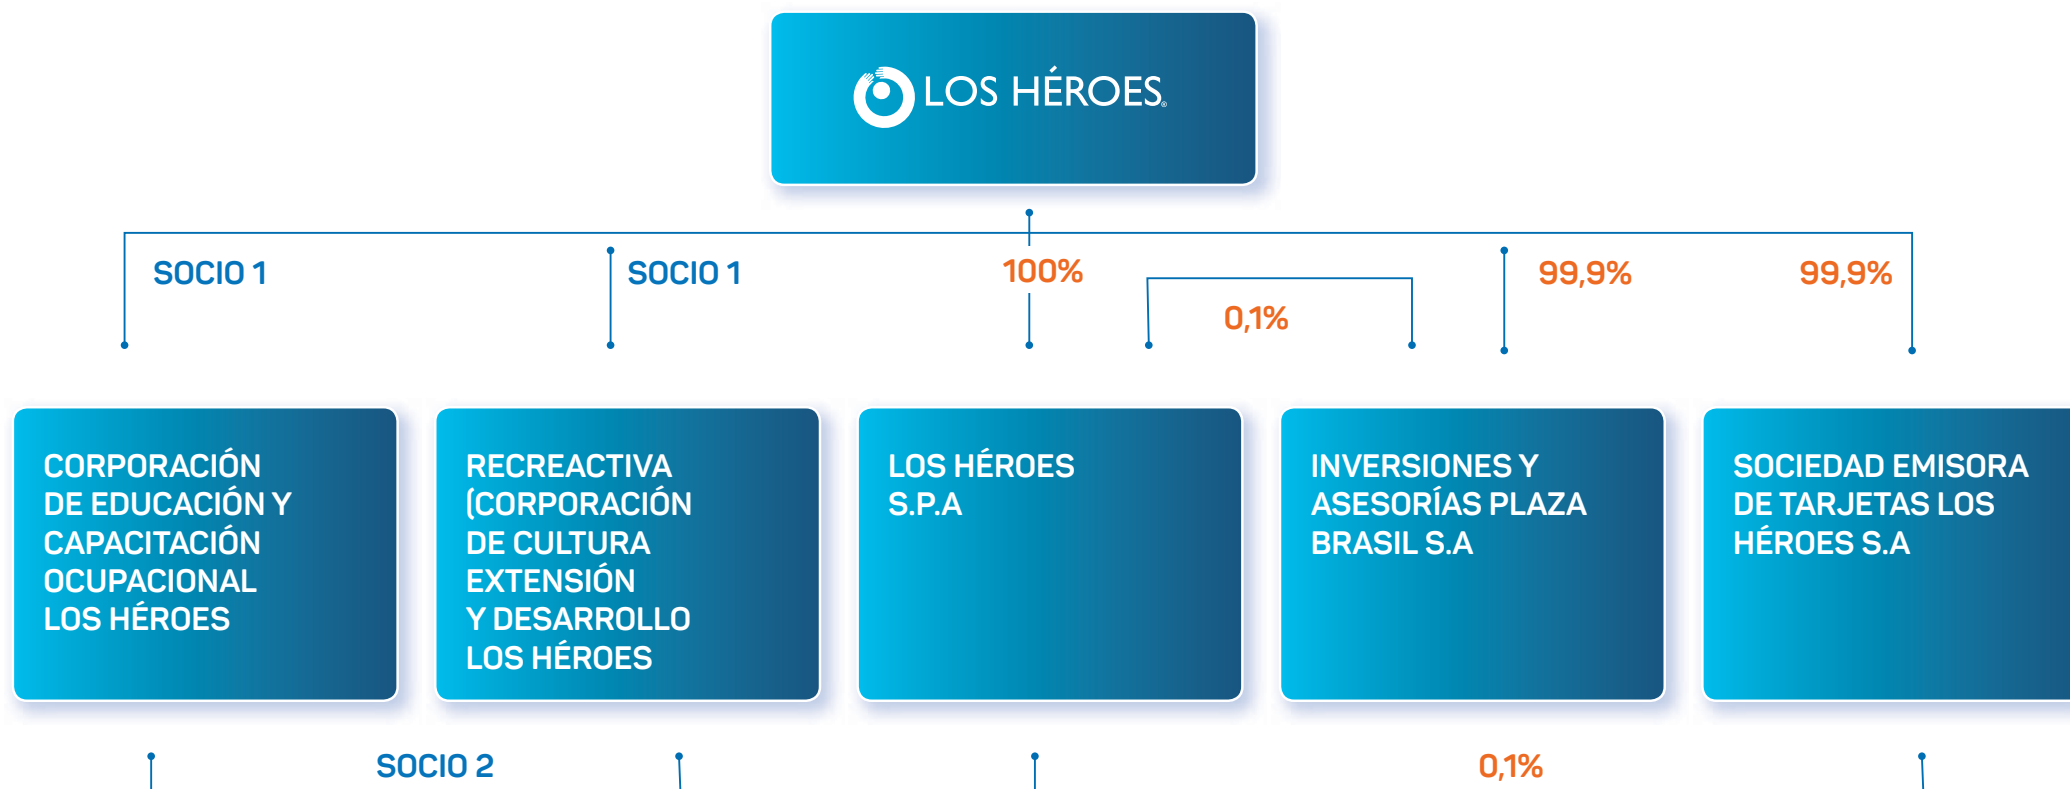 LOS HÉROES®
SOCIO 1
SOCIO 1
100%
99,9%
99,9%
0,1%
CORPORACIÓN
DE EDUCACIÓN Y
CAPACITACIÓN
OCUPACIONAL
LOS HÉROES
RECREACTIVA
(CORPORACIÓN
DE CULTURA
EXTENSIÓN
Y DESARROLLO
LOS HÉROES
LOS HÉROES
S.P.A
INVERSIONES Y
ASESORÍAS PLAZA
BRASIL S.A
SOCIEDAD EMISORA
DE TARJETAS LOS
HÉROES S.A
SOCIO 2
0,1%